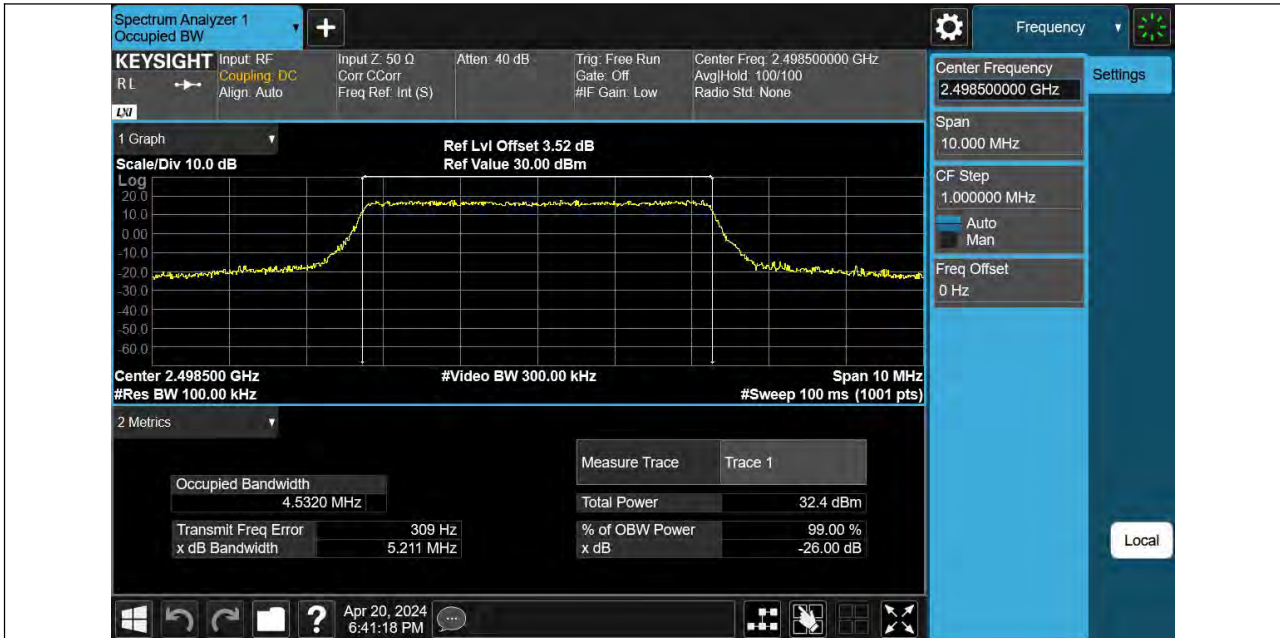 Spectrum Analyzer 1
Occupied BW
+
Frequency
KEYSIGHT
RL
LXI
Input: RF
Coupling: DC
Align: Auto
Input Z: 50 Ω
Corr CCorr
Freq Ref: Int (S)
Atten: 40 dB
Trig: Free Run
Gate: Off
#IF Gain: Low
Center Freq: 2.498500000 GHz
Avg|Hold: 100/100
Radio Std: None
Center Frequency
2.498500000 GHz
Settings
Span
10.000 MHz
CF Step
1.000000 MHz
Auto
Man
Freq Offset
0 Hz
1 Graph
Scale/Div 10.0 dB
Ref Lvl Offset 3.52 dB
Ref Value 30.00 dBm
Log
20.0
10.0
0.00
-10.0
-20.0
-30.0
-40.0
-50.0
-60.0
Center 2.498500 GHz
#Video BW 300.00 kHz
Span 10 MHz
#Res BW 100.00 kHz
#Sweep 100 ms (1001 pts)
2 Metrics
Measure Trace
Trace 1
Occupied Bandwidth
4.5320 MHz
Total Power
32.4 dBm
Transmit Freq Error
309 Hz
% of OBW Power
99.00 %
x dB Bandwidth
5.211 MHz
x dB
-26.00 dB
Local
?
Apr 20, 2024
6:41:18 PM